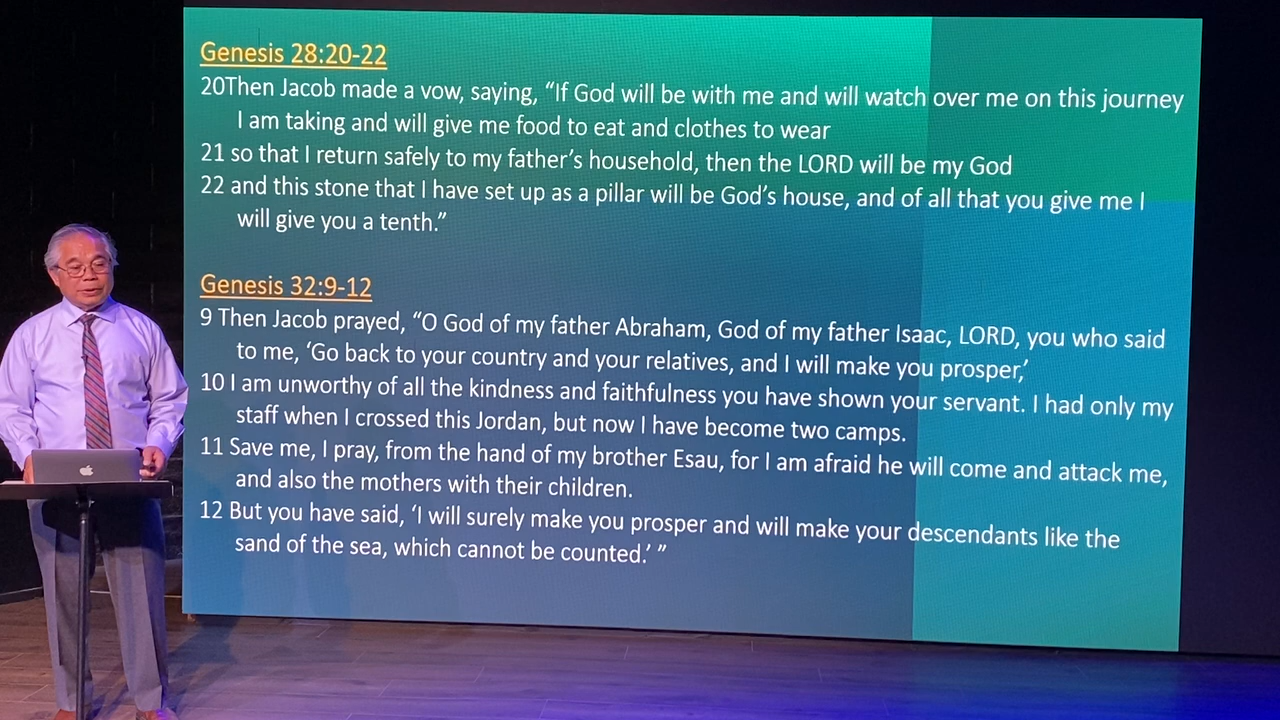 Genesis 28:20-22
20Then Jacob made a vow, saying, “If God will be with me and will watch over me on this journey
I am taking and will give me food to eat and clothes to wear
21 so that I return safely to my father’s household, then the LORD will be my God
22 and this stone that I have set up as a pillar will be God’s house, and of all that you give me I
will give you a tenth.”
Genesis 32:9-12
9 Then Jacob prayed, “O God of my father Abraham, God of my father Isaac, LORD, you who said
to me, ‘Go back to your country and your relatives, and I will make you prosper,’
10 I am unworthy of all the kindness and faithfulness you have shown your servant. I had only my
staff when I crossed this Jordan, but now I have become two camps.
11 Save me, I pray, from the hand of my brother Esau, for I am afraid he will come and attack me,
and also the mothers with their children.
12 But you have said, ‘I will surely make you prosper and will make your descendants like the
sand of the sea, which cannot be counted.’ ”